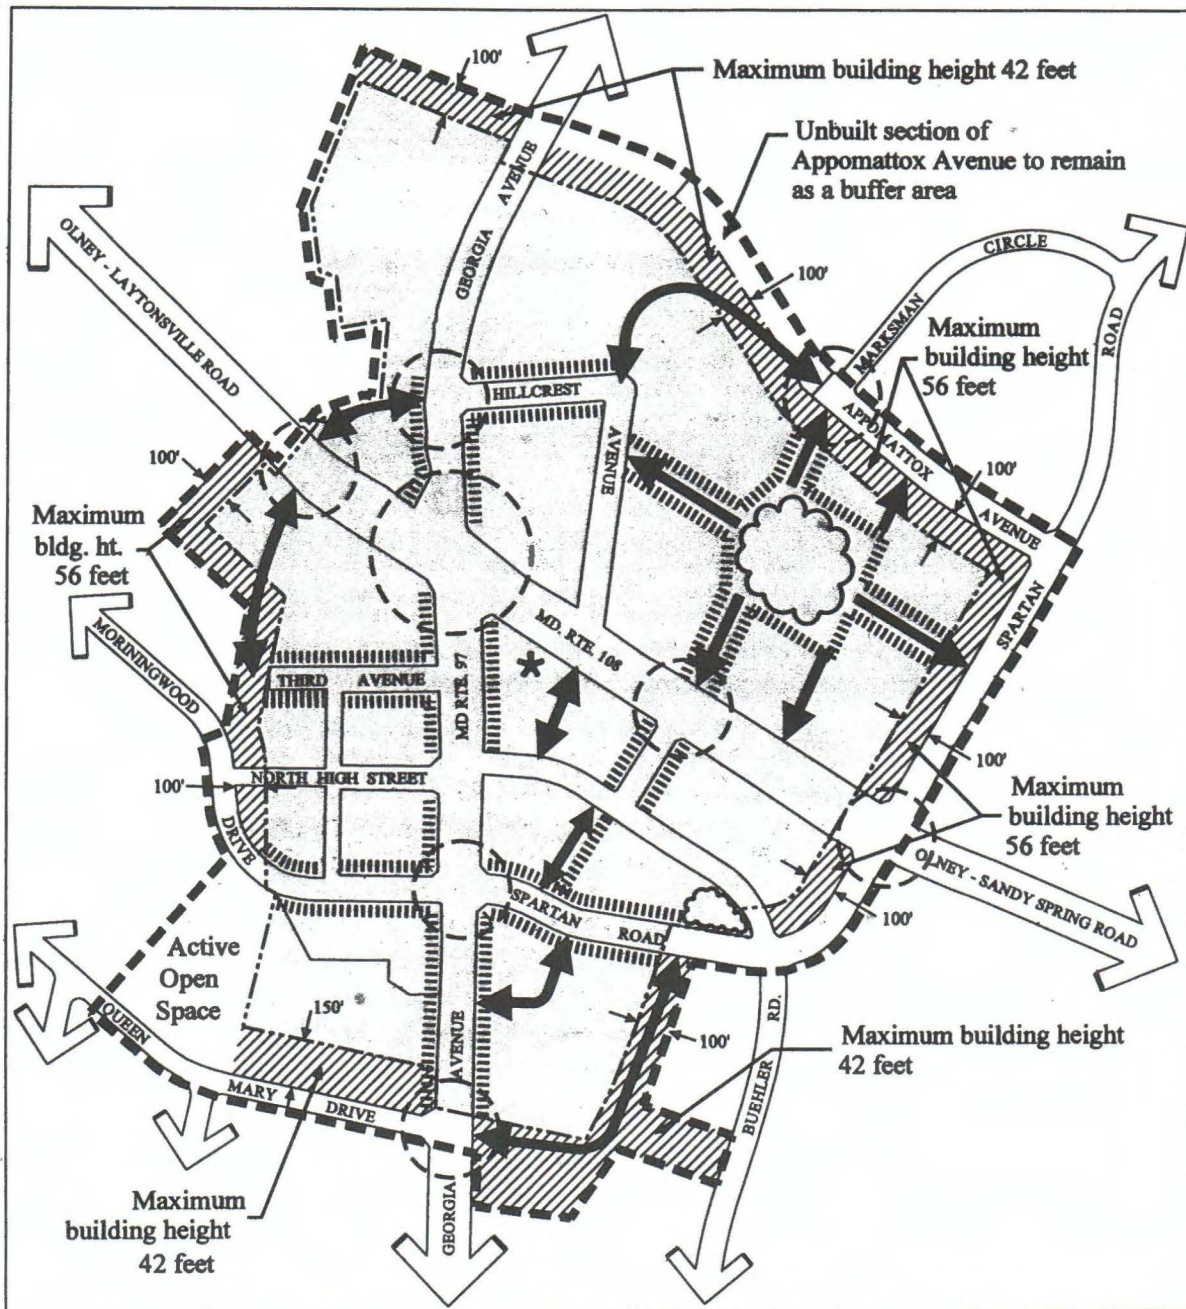 100'
Maximum building height 42 feet
Unbuilt section of
Appomattox Avenue to remain
as a buffer area
GEORGIA AVENUE
OLNEY - LAYTONSVILLE ROAD
MARKSMAN CIRCLE
ROAD
100'
Maximum
building height
56 feet
HILLCREST
AVENUE
APPOMATTOX AVENUE
100'
100'
Maximum
bldg. ht.
56 feet
SPARTAN
MORININGWOOD
DRIVE
MD. RTE. 108
THIRD AVENUE
MD RTE. 97
100'
NORTH HIGH STREET
100'
Maximum
building height
56 feet
OLNEY - SANDY SPRING ROAD
100'
SPARTAN ROAD
Active
Open
Space
150'
QUEEN
MARY DRIVE
AVENUE
100'
RD.
BUEHLER
Maximum building height
42 feet
Maximum
building height
42 feet
GEORGIA